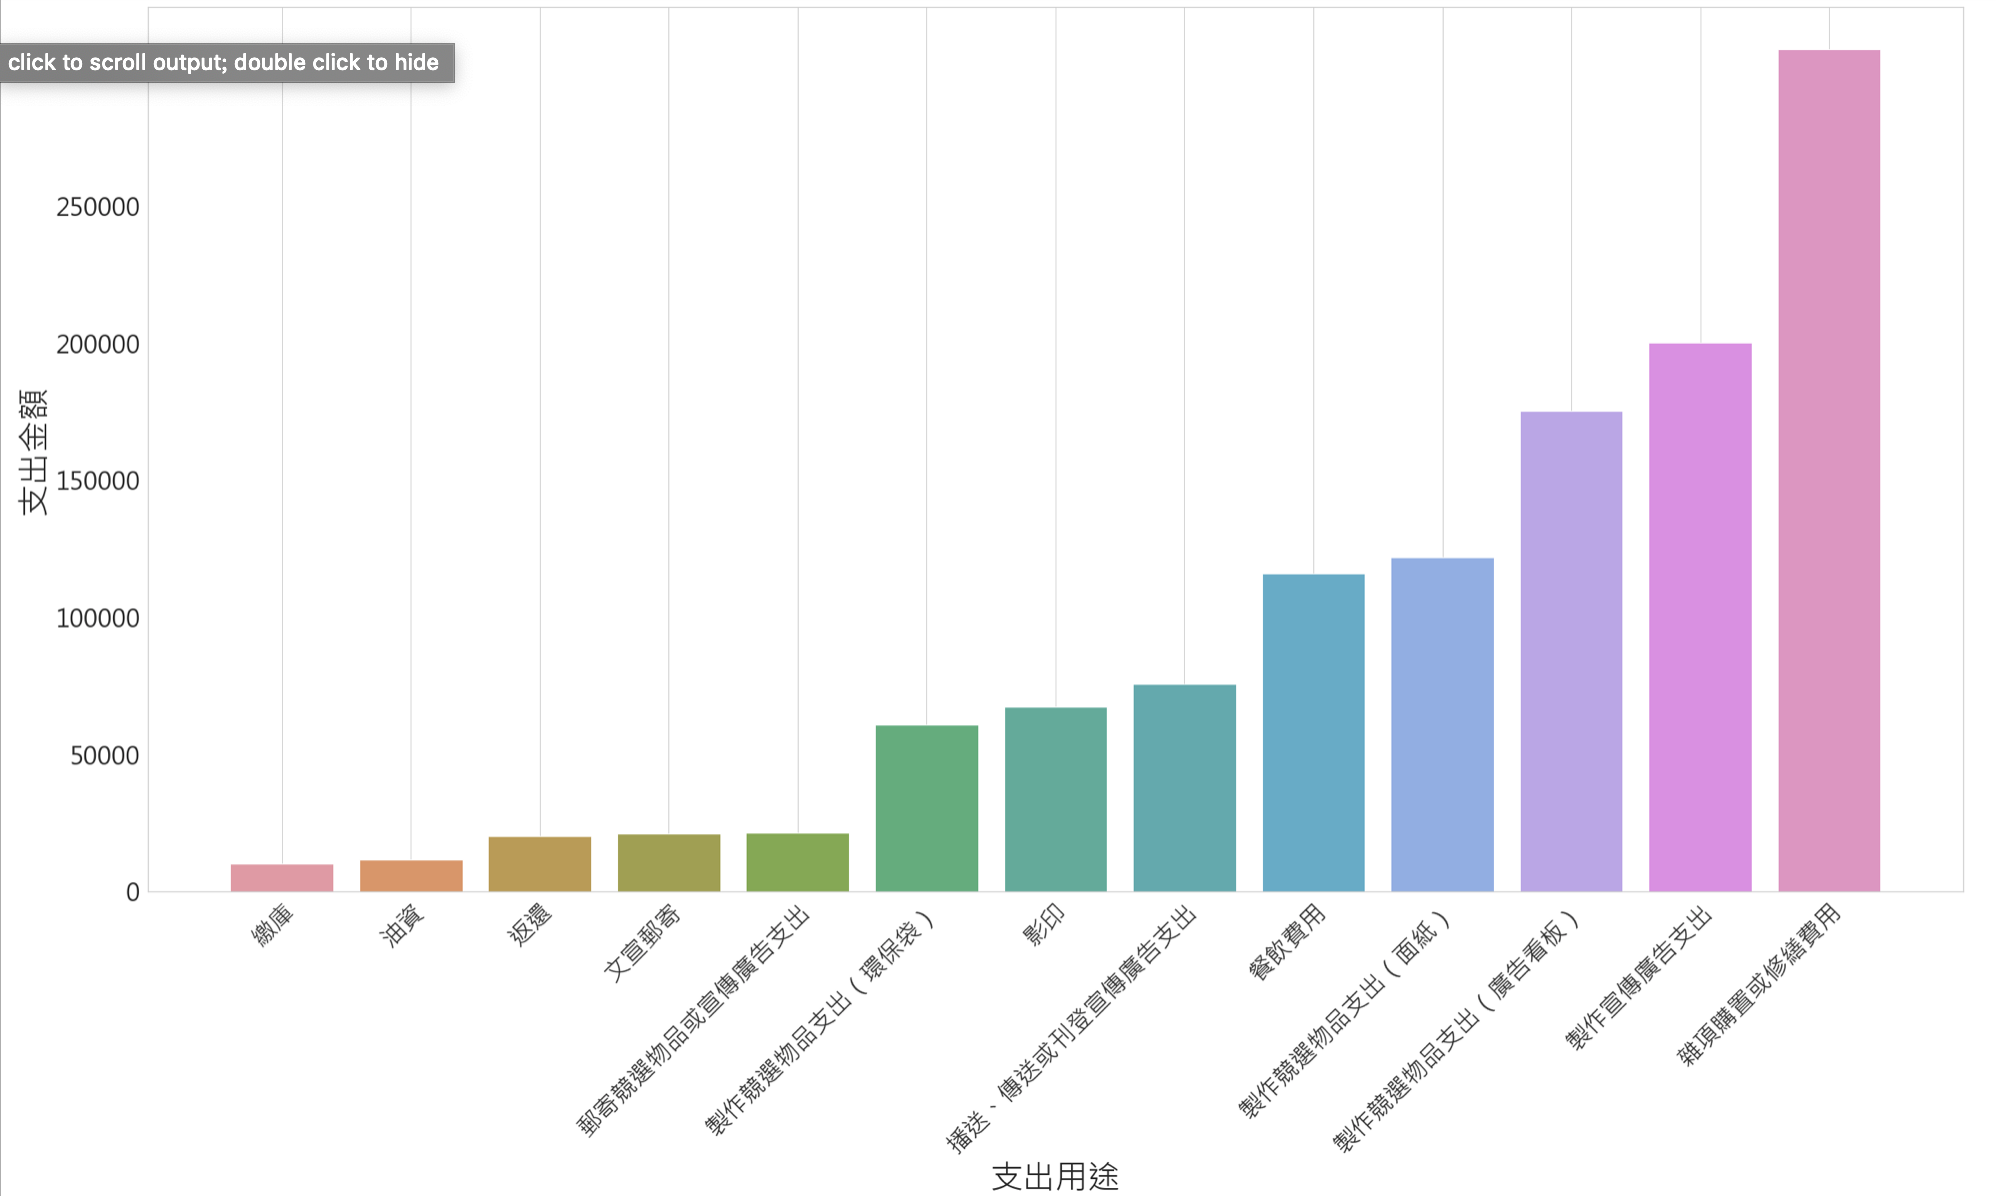 click to scroll output; double click to hide
250000
200000
150000
100000
50000
0
支出金額
繳庫
油資
返還
文宣郵寄
郵寄競選物品或宣傳廣告支出
製作競選物品支出(環保袋)
影印
播送、傳送或刊登宣傳廣告支出
餐飲費用
製作競選物品支出(面紙)
製作競選物品支出(廣告看板)
製作宣傳廣告支出
雜項購置或修繕費用
支出用途